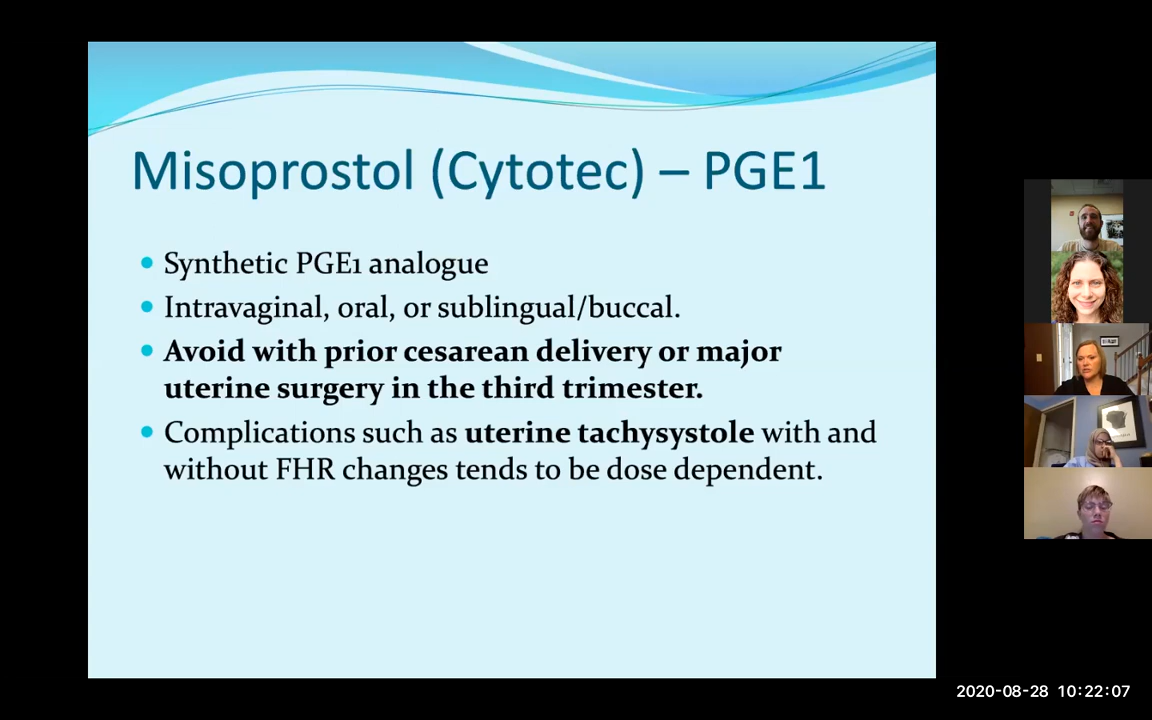 Misoprostol (Cytotec) – PGE1
• Synthetic PGE1 analogue
• Intravaginal, oral, or sublingual/buccal.
• Avoid with prior cesarean delivery or major
uterine surgery in the third trimester.
• Complications such as uterine tachysystole with and
without FHR changes tends to be dose dependent.
2020-08-28 10:22:07